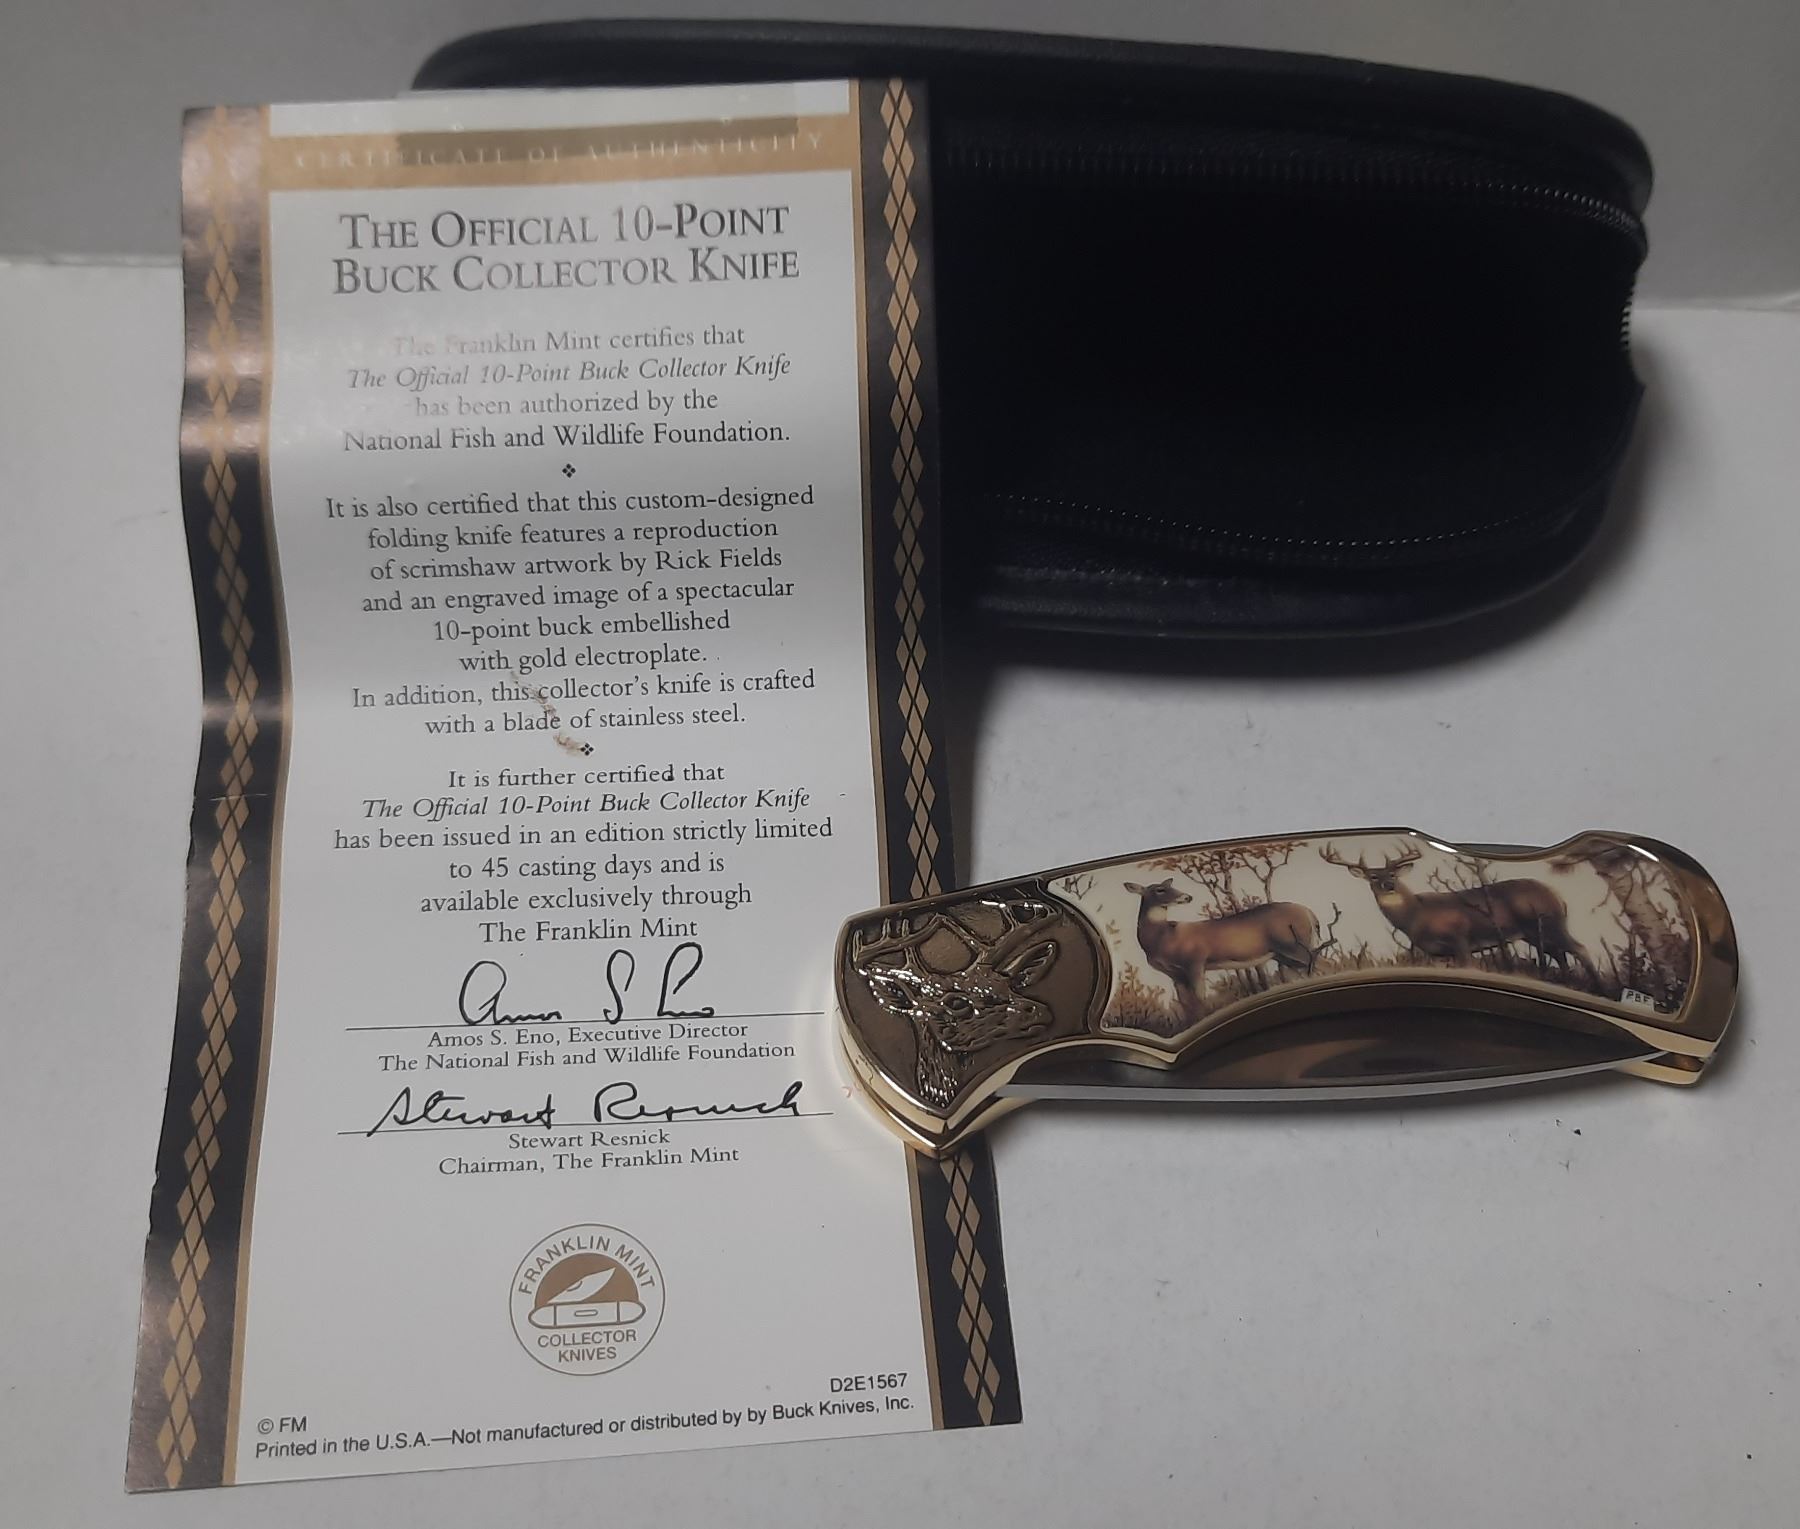 CERTIFICATE OF AUTHENTICITY
THE OFFICIAL 10-POINT
BUCK COLLECTOR KNIFE
The Franklin Mint certifies that
The Official 10-Point Buck Collector Knife
has been authorized by the
National Fish and Wildlife Foundation.
It is also certified that this custom-designed
folding knife features a reproduction
of scrimshaw artwork by Rick Fields
and an engraved image of a spectacular
10-point buck embellished
with gold electroplate.
In addition, this collector's knife is crafted
with a blade of stainless steel.
It is further certified that
The Official 10-Point Buck Collector Knife
has been issued in an edition strictly limited
to 45 casting days and is
available exclusively through
The Franklin Mint
Amos S Eno
Amos S. Eno, Executive Director
The National Fish and Wildlife Foundation
Stewart Resnick
Stewart Resnick
Chairman, The Franklin Mint
FRANKLIN MINT
COLLECTOR
KNIVES
D2E1567
© FM
Printed in the U.S.A.—Not manufactured or distributed by by Buck Knives, Inc.
RBF